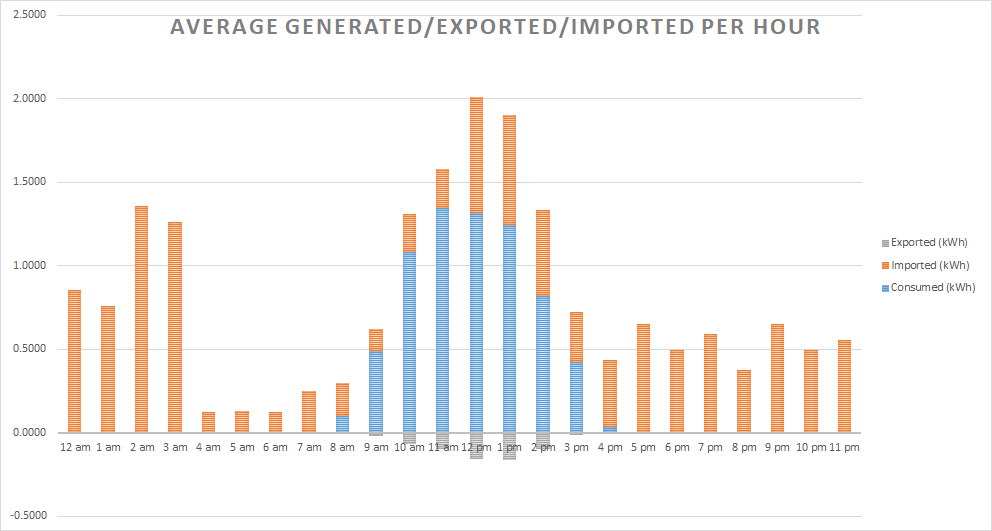 AVERAGE GENERATED/EXPORTED/IMPORTED PER HOUR
2.5000
2.0000
1.5000
1.0000
0.5000
0.0000
-0.5000
12 am 1 am 2 am 3 am 4 am 5 am 6 am 7 am 8 am 9 am 10 am 11 am 12 pm 1 pm 2 pm 3 pm 4 pm 5 pm 6 pm 7 pm 8 pm 9 pm 10 pm 11 pm
Exported (kWh)
Imported (kWh)
Consumed (kWh)